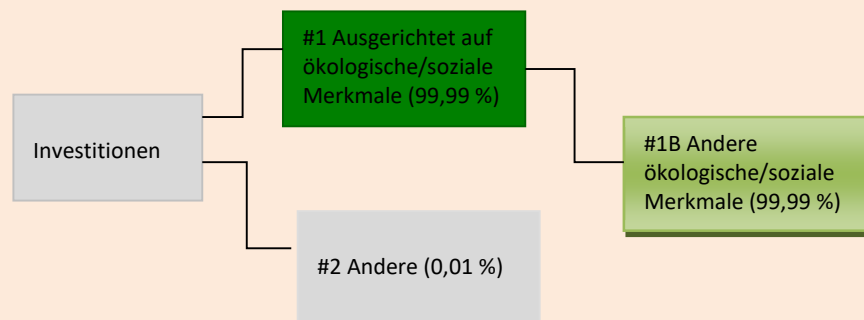 #1 Ausgerichtet auf
ökologische/soziale
Merkmale (99,99 %)
Investitionen
#1B Andere
ökologische/soziale
Merkmale (99,99 %)
#2 Andere (0,01 %)